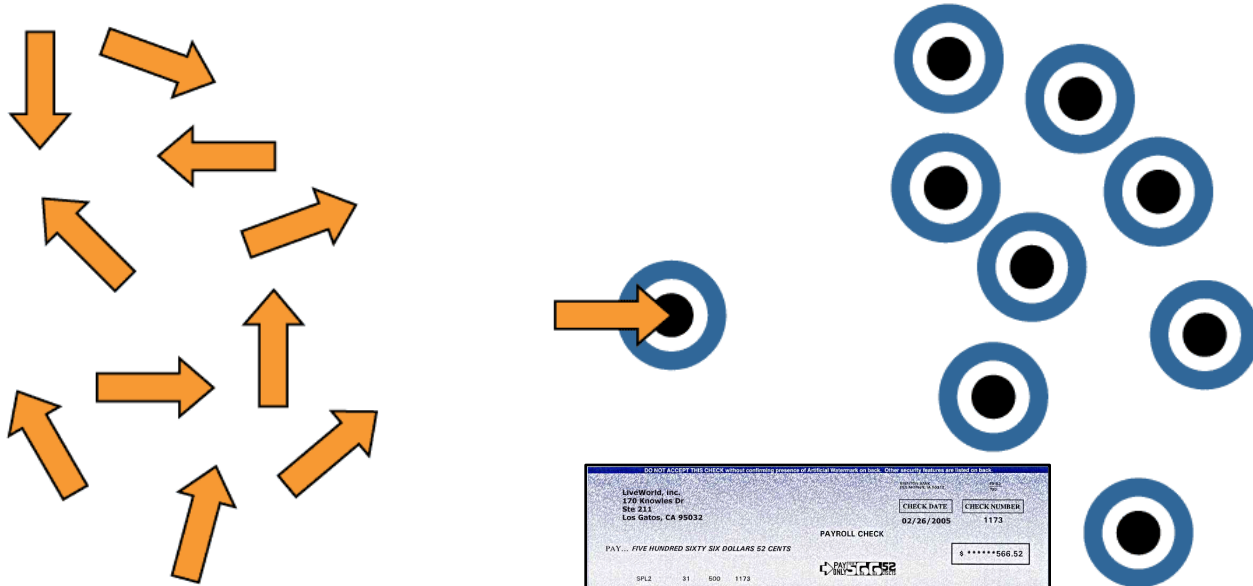 DO NOT ACCEPT THIS CHECK without confirming presence of Artificial Watermark on back. Other security features are listed on back.
LiveWorld, inc.
170 Knowles Dr
Ste 211
Los Gatos, CA 95032
CHECK DATE CHECK NUMBER
02/26/2005 1173
PAYROLL CHECK
PAY... FIVE HUNDRED SIXTY SIX DOLLARS 52 CENTS
$ ******566.52
SPL2 31 500 1173